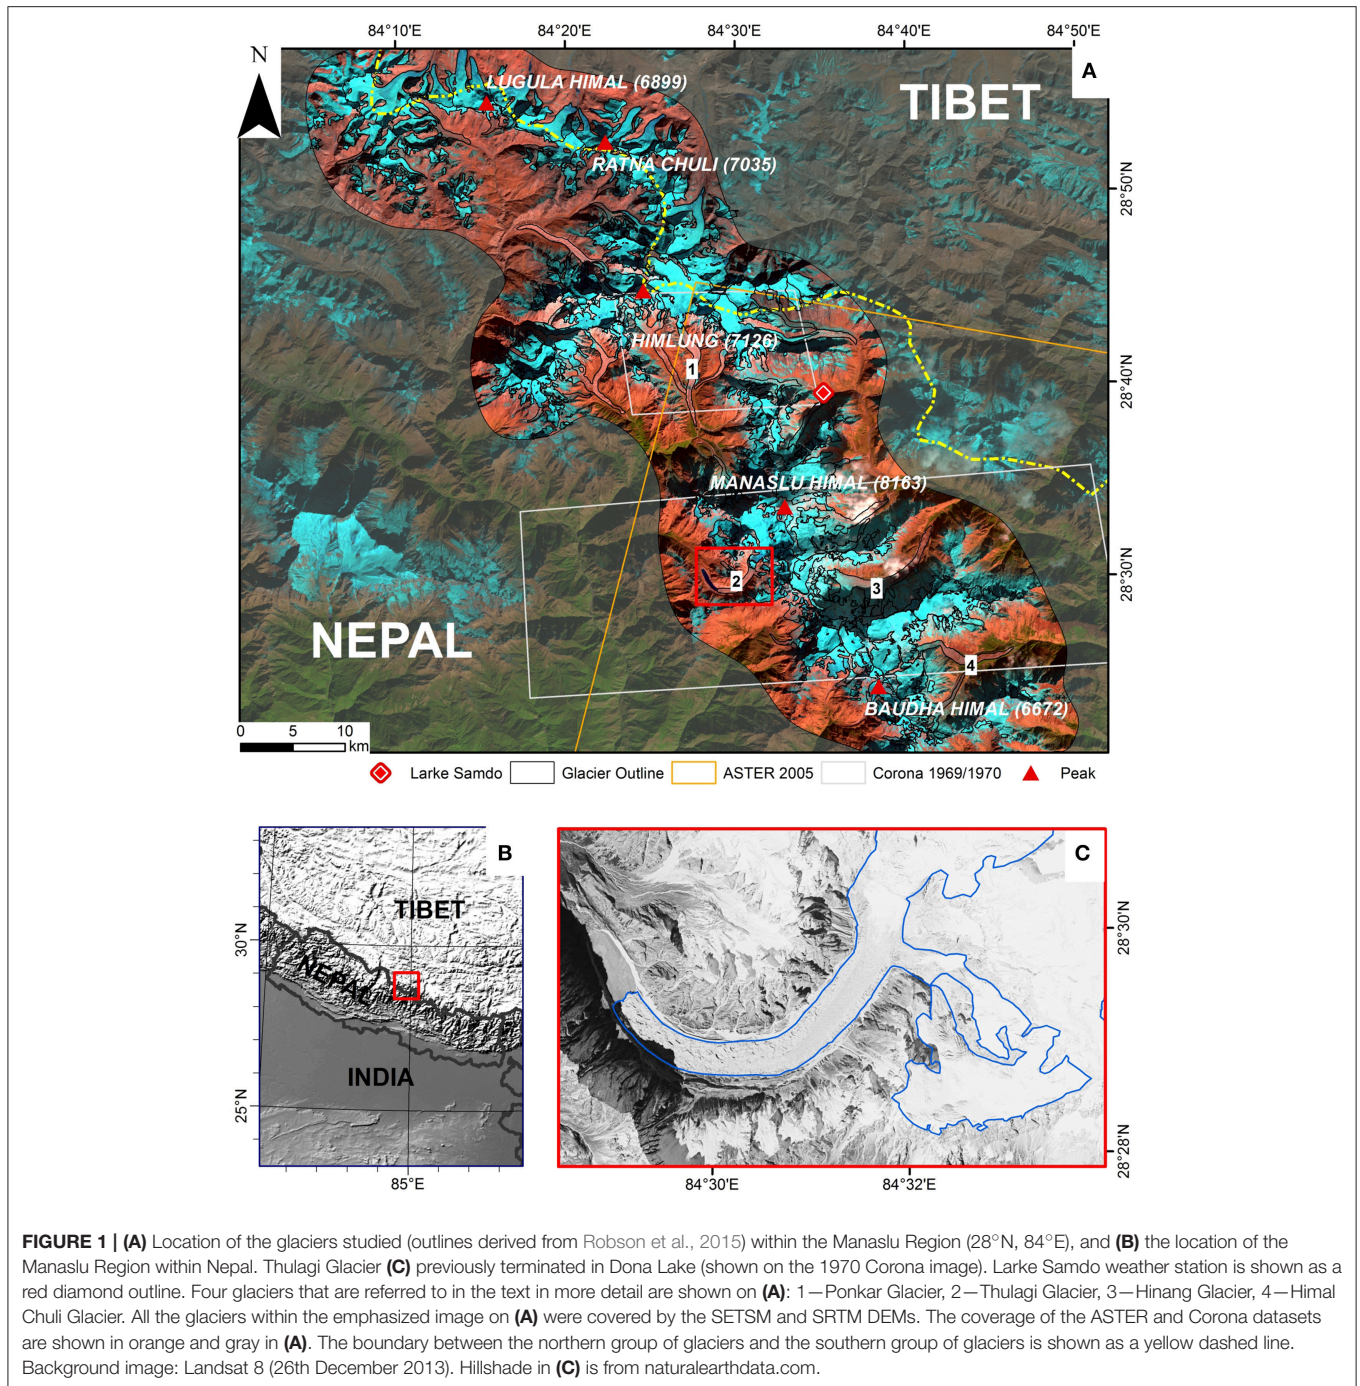 84°10'E 84°20'E 84°30'E 84°40'E 84°50'E
N
A
LUGULA HIMAL (6899)
TIBET
RATNA CHULI (7035)
28°50'N
HIMLUNG (7126)
1
28°40'N
MANASLU HIMAL (8163)
2
3
28°30'N
NEPAL
4
BAUDHA HIMAL (6672)
0 5 10
km
Larke Samdo Glacier Outline ASTER 2005 Corona 1969/1970 Peak
B
TIBET
30°N
NEPAL
INDIA
25°N
85°E
C
28°30'N
28°28'N
84°30'E 84°32'E
FIGURE 1 | (A) Location of the glaciers studied (outlines derived from Robson et al., 2015) within the Manaslu Region (28°N, 84°E), and (B) the location of the
Manaslu Region within Nepal. Thulagi Glacier (C) previously terminated in Dona Lake (shown on the 1970 Corona image). Larke Samdo weather station is shown as a
red diamond outline. Four glaciers that are referred to in the text in more detail are shown on (A): 1—Ponkar Glacier, 2—Thulagi Glacier, 3—Hinang Glacier, 4—Himal
Chuli Glacier. All the glaciers within the emphasized image on (A) were covered by the SETSM and SRTM DEMs. The coverage of the ASTER and Corona datasets
are shown in orange and gray in (A). The boundary between the northern group of glaciers and the southern group of glaciers is shown as a yellow dashed line.
Background image: Landsat 8 (26th December 2013). Hillshade in (C) is from naturalearthdata.com.